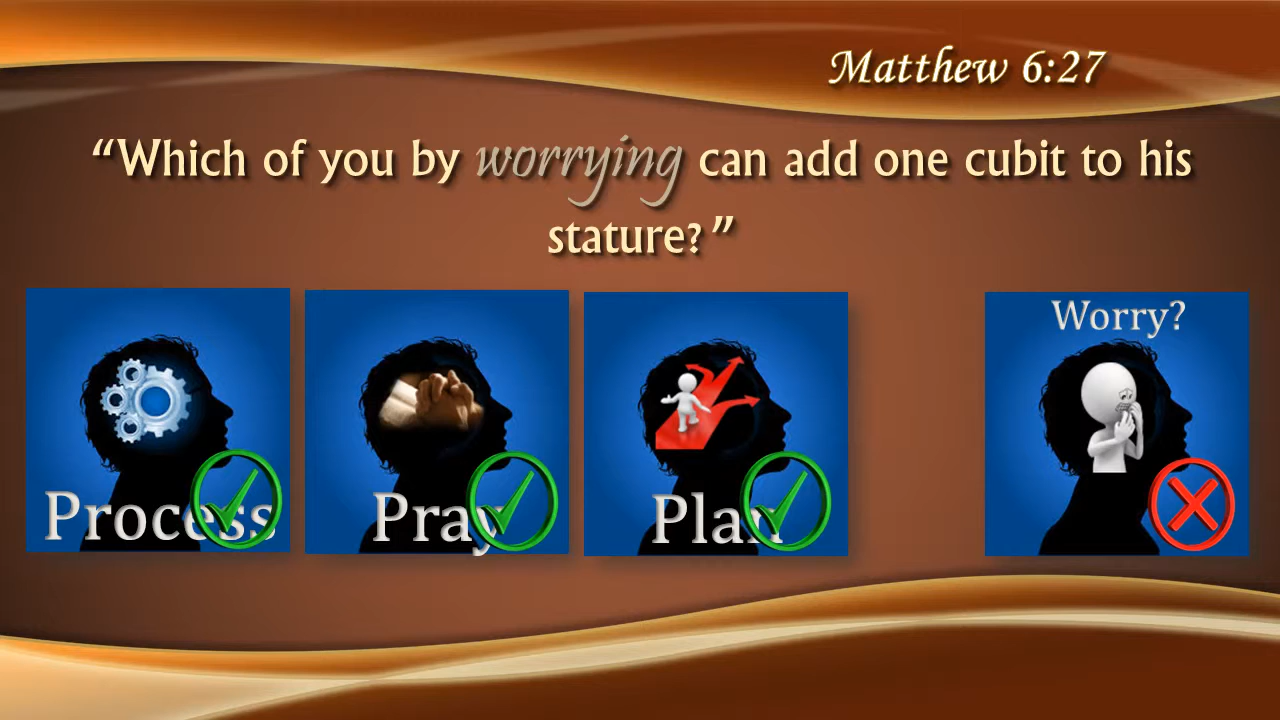 Matthew 6:27
“Which of you by worrying can add one cubit to his
stature?”
Process
Pray
Plan
Worry?